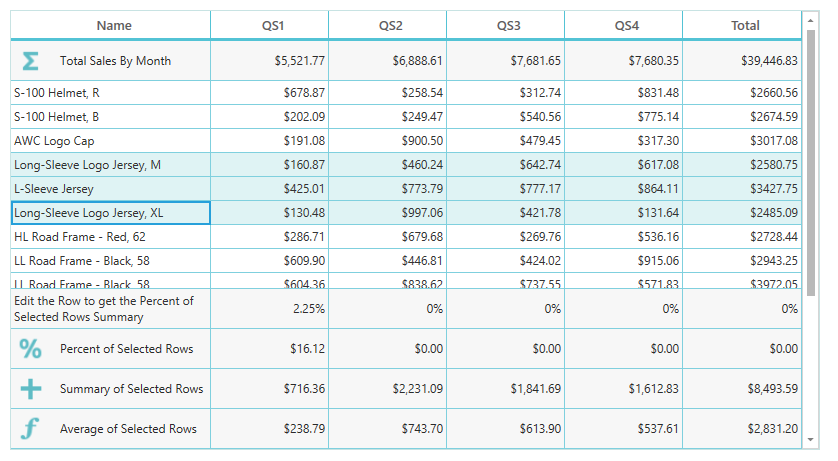 Name QS1 QS2 QS3 QS4 Total
Σ Total Sales By Month $5,521.77 $6,888.61 $7,681.65 $7,680.35 $39,446.83
S-100 Helmet, R $678.87 $258.54 $312.74 $831.48 $2660.56
S-100 Helmet, B $202.09 $249.47 $540.56 $775.14 $2674.59
AWC Logo Cap $191.08 $900.50 $479.45 $317.30 $3017.08
Long-Sleeve Logo Jersey, M $160.87 $460.24 $642.74 $617.08 $2580.75
L-Sleeve Jersey $425.01 $773.79 $777.17 $864.11 $3427.75
Long-Sleeve Logo Jersey, XL $130.48 $997.06 $421.78 $131.64 $2485.09
HL Road Frame - Red, 62 $286.71 $679.68 $269.76 $536.16 $2728.44
LL Road Frame - Black, 58 $609.90 $446.81 $424.02 $915.06 $2943.25
LL Road Frame - Black, 58 $604.36 $838.62 $737.55 $571.83 $3972.05
Edit the Row to get the Percent of
Selected Rows Summary 2.25% 0% 0% 0% 0%
% Percent of Selected Rows $16.12 $0.00 $0.00 $0.00 $0.00
+ Summary of Selected Rows $716.36 $2,231.09 $1,841.69 $1,612.83 $8,493.59
ƒ Average of Selected Rows $238.79 $743.70 $613.90 $537.61 $2,831.20